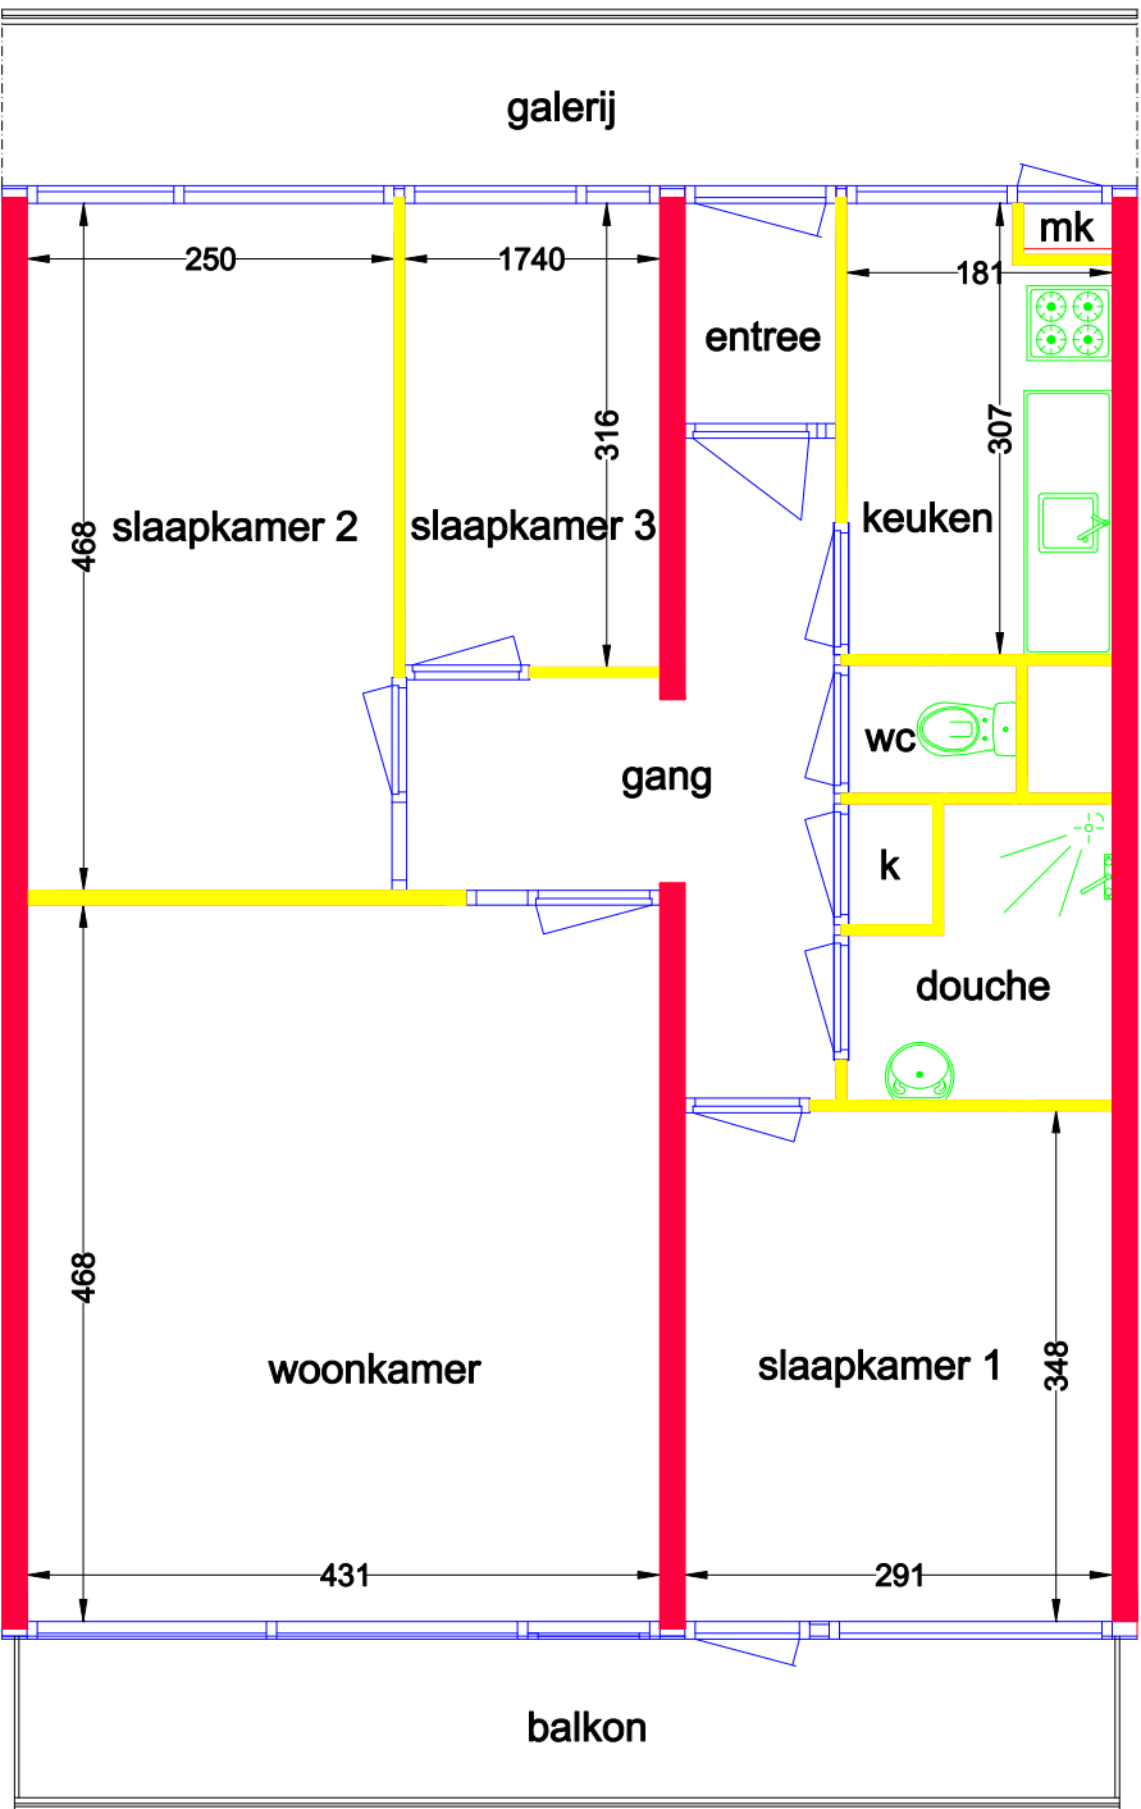 galerij
mk
250
1740
181
entree
316
307
468
slaapkamer 2
slaapkamer 3
keuken
wc
gang
k
douche
468
woonkamer
slaapkamer 1
348
431
291
balkon